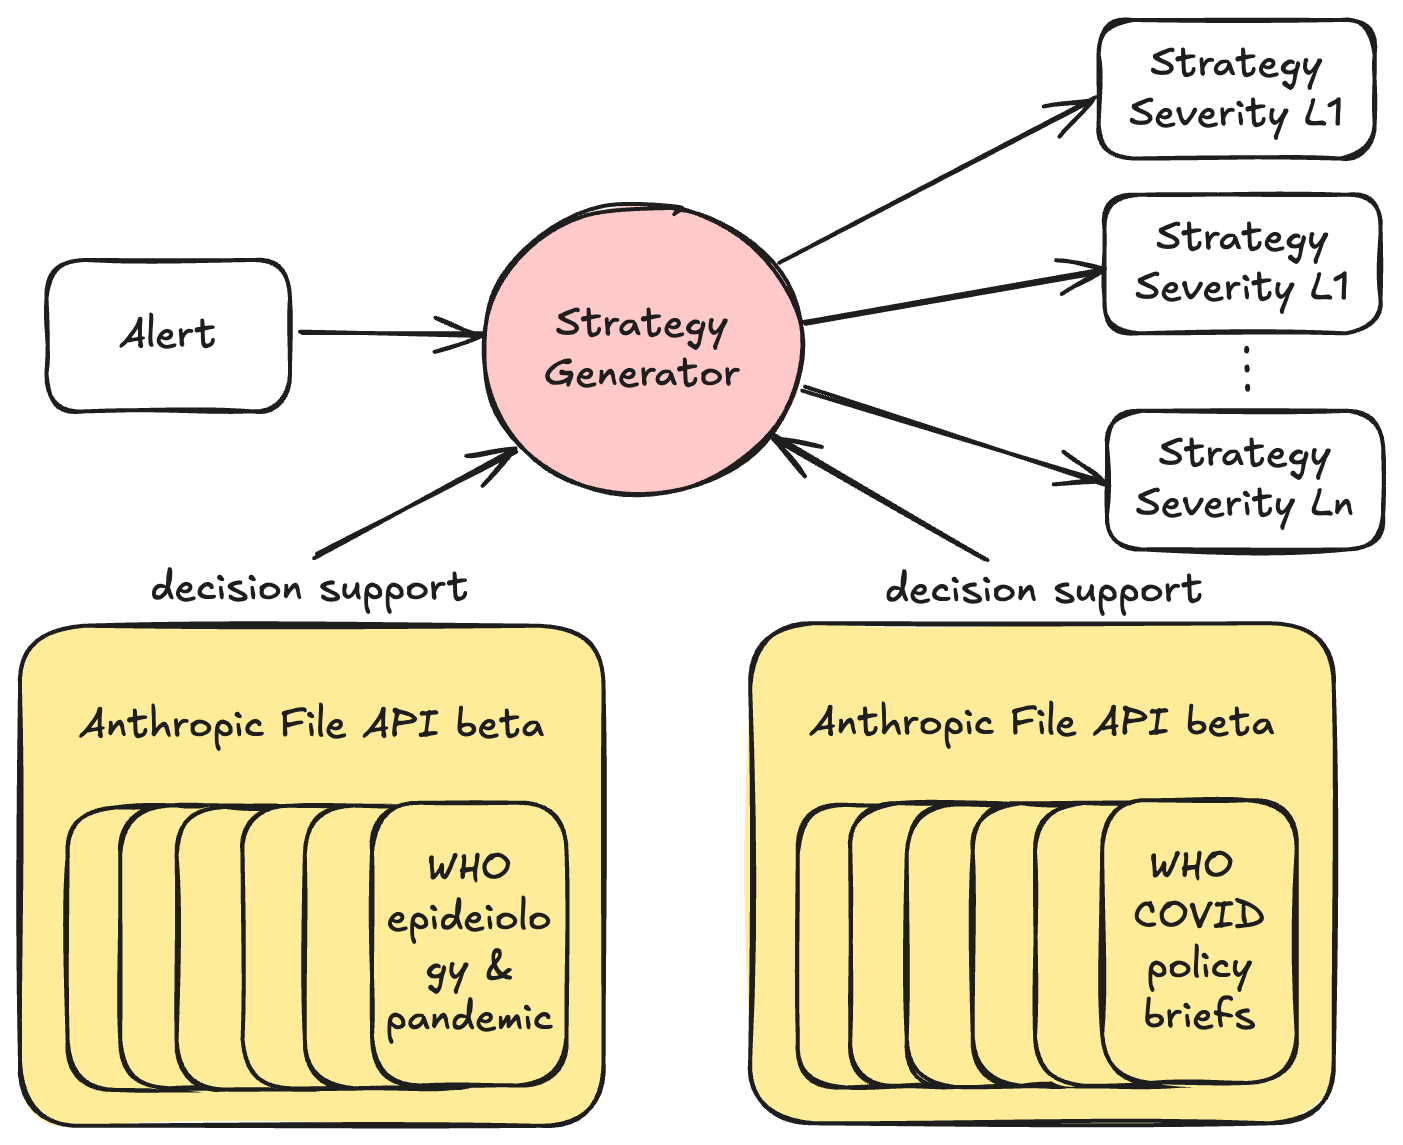 Strategy
Severity L1
Strategy
Severity L1
Alert
Strategy
Generator
Strategy
Severity Ln
decision support
decision support
Anthropic File API beta
Anthropic File API beta
WHO
epideiolo
gy &
pandemic
WHO
COVID
policy
briefs